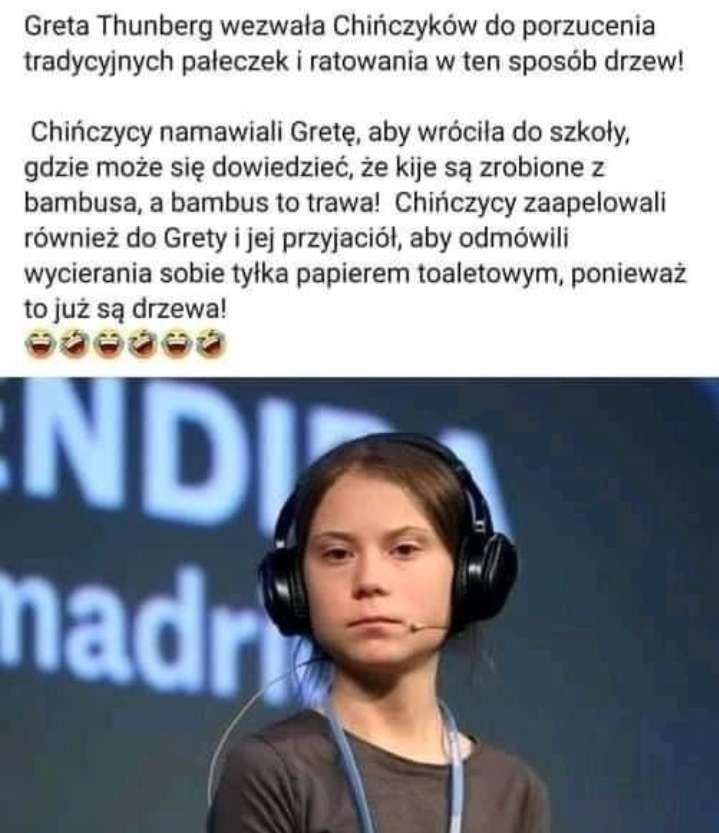 Greta Thunberg wezwała Chińczyków do porzucenia
tradycyjnych pałeczek i ratowania w ten sposób drzew!
Chińczycy namawiali Gretę, aby wróciła do szkoły,
gdzie może się dowiedzieć, że kije są zrobione z
bambusa, a bambus to trawa!  Chińczycy zaapelowali
również do Grety i jej przyjaciół, aby odmówili
wycierania sobie tyłka papierem toaletowym, ponieważ
to już są drzewa!
😂🤣😂🤣😂🤣